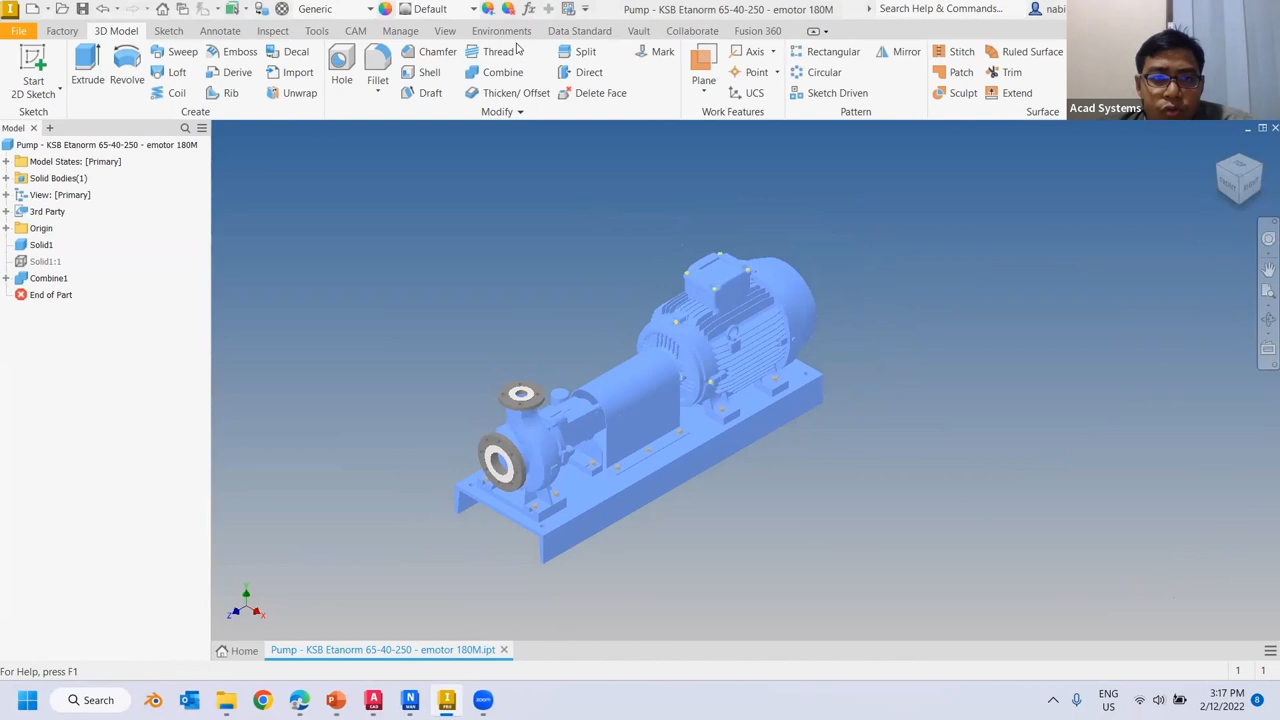 Generic
Default
fx
Pump - KSB Etanorm 65-40-250 - emotor 180M
Search Help & Commands...
nabi
File
Factory
3D Model
Sketch
Annotate
Inspect
Tools
CAM
Manage
View
Environments
Data Standard
Vault
Collaborate
Fusion 360
Start
2D Sketch
Sketch
Extrude
Revolve
Sweep
Emboss
Decal
Loft
Derive
Import
Coil
Rib
Unwrap
Create
Hole
Fillet
Chamfer
Thread
Split
Shell
Combine
Direct
Draft
Thicken/ Offset
Delete Face
Modify
Mark
Plane
Axis
Point
UCS
Work Features
Rectangular
Mirror
Circular
Sketch Driven
Pattern
Stitch
Ruled Surface
Patch
Trim
Sculpt
Extend
Surface
Acad Systems
Model
Pump - KSB Etanorm 65-40-250 - emotor 180M
Model States: [Primary]
Solid Bodies(1)
View: [Primary]
3rd Party
Origin
Solid1
Solid1:1
Combine1
End of Part
TOP
FRONT
RIGHT
Y
Z
X
Home
Pump - KSB Etanorm 65-40-250 - emotor 180M.ipt
For Help, press F1
1
1
Search
ENG
US
3:17 PM
2/12/2022
8